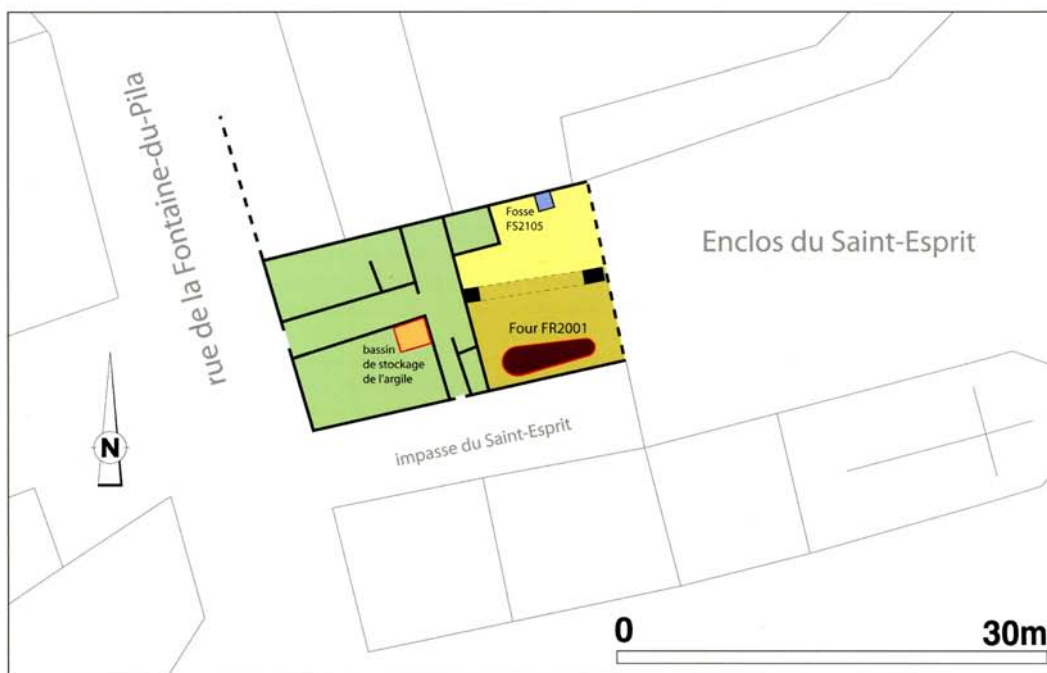 rue de la Fontaine-du-Pila
Fosse
FS2105
Enclos du Saint-Esprit
Four FR2001
bassin
de stockage
de l'argile
impasse du Saint-Esprit
N
0 30m